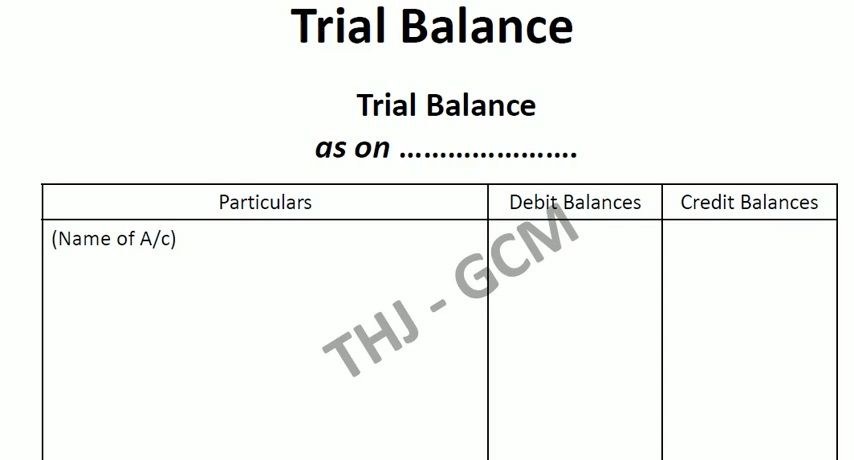 Trial Balance
Trial Balance
as on ......................
Particulars Debit Balances Credit Balances
(Name of A/c)
THJ - GCM